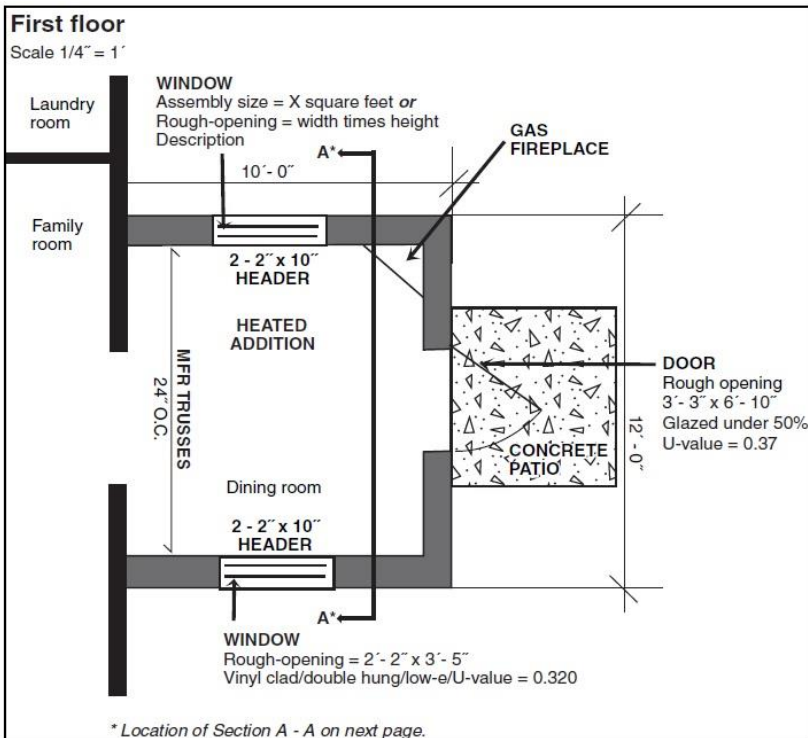 First floor
Scale 1/4˝ = 1´
Laundry
room
WINDOW
Assembly size = X square feet or
Rough-opening = width times height
Description
GAS
FIREPLACE
A*
10´- 0˝
Family
room
2 - 2˝ x 10˝
HEADER
HEATED
ADDITION
MFR TRUSSES
24˝ O.C.
DOOR
Rough opening
3´- 3˝ x 6´- 10˝
Glazed under 50%
U-value = 0.37
12´ - 0˝
CONCRETE
PATIO
Dining room
2 - 2˝ x 10˝
HEADER
A*
WINDOW
Rough-opening = 2´- 2˝ x 3´- 5˝
Vinyl clad/double hung/low-e/U-value = 0.320
* Location of Section A - A on next page.